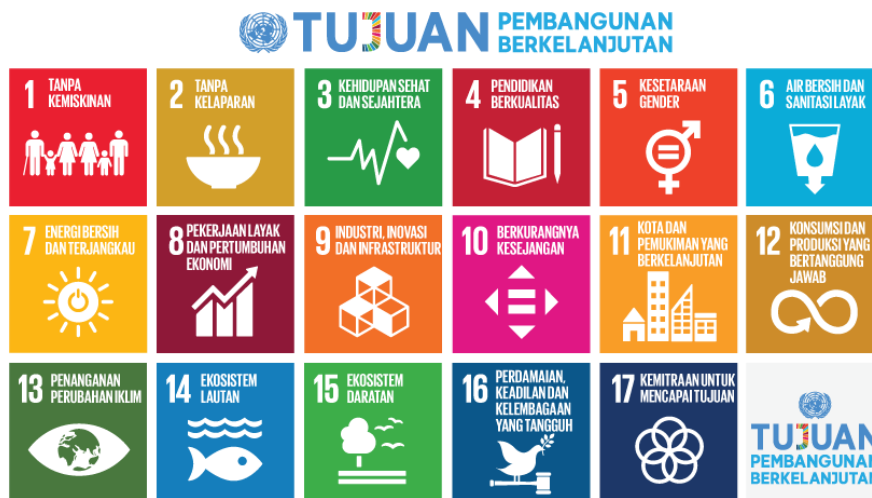 TUJUAN PEMBANGUNAN
BERKELANJUTAN
1 TANPA
KEMISKINAN
2 TANPA
KELAPARAN
3 KEHIDUPAN SEHAT
DAN SEJAHTERA
4 PENDIDIKAN
BERKUALITAS
5 KESETARAAN
GENDER
6 AIR BERSIH DAN
SANITASI LAYAK
7 ENERGI BERSIH
DAN TERJANGKAU
8 PEKERJAAN LAYAK
DAN PERTUMBUHAN
EKONOMI
9 INDUSTRI, INOVASI
DAN INFRASTRUKTUR
10 BERKURANGNYA
KESEJANGAN
11 KOTA DAN
PEMUKIMAN YANG
BERKELANJUTAN
12 KONSUMSI DAN
PRODUKSI YANG
BERTANGGUNG
JAWAB
13 PENANGANAN
PERUBAHAN IKLIM
14 EKOSISTEM
LAUTAN
15 EKOSISTEM
DARATAN
16 PERDAMAIAN,
KEADILAN DAN
KELEMBAGAAN
YANG TANGGUH
17 KEMITRAAN UNTUK
MENCAPAI TUJUAN
TUJUAN
PEMBANGUNAN
BERKELANJUTAN